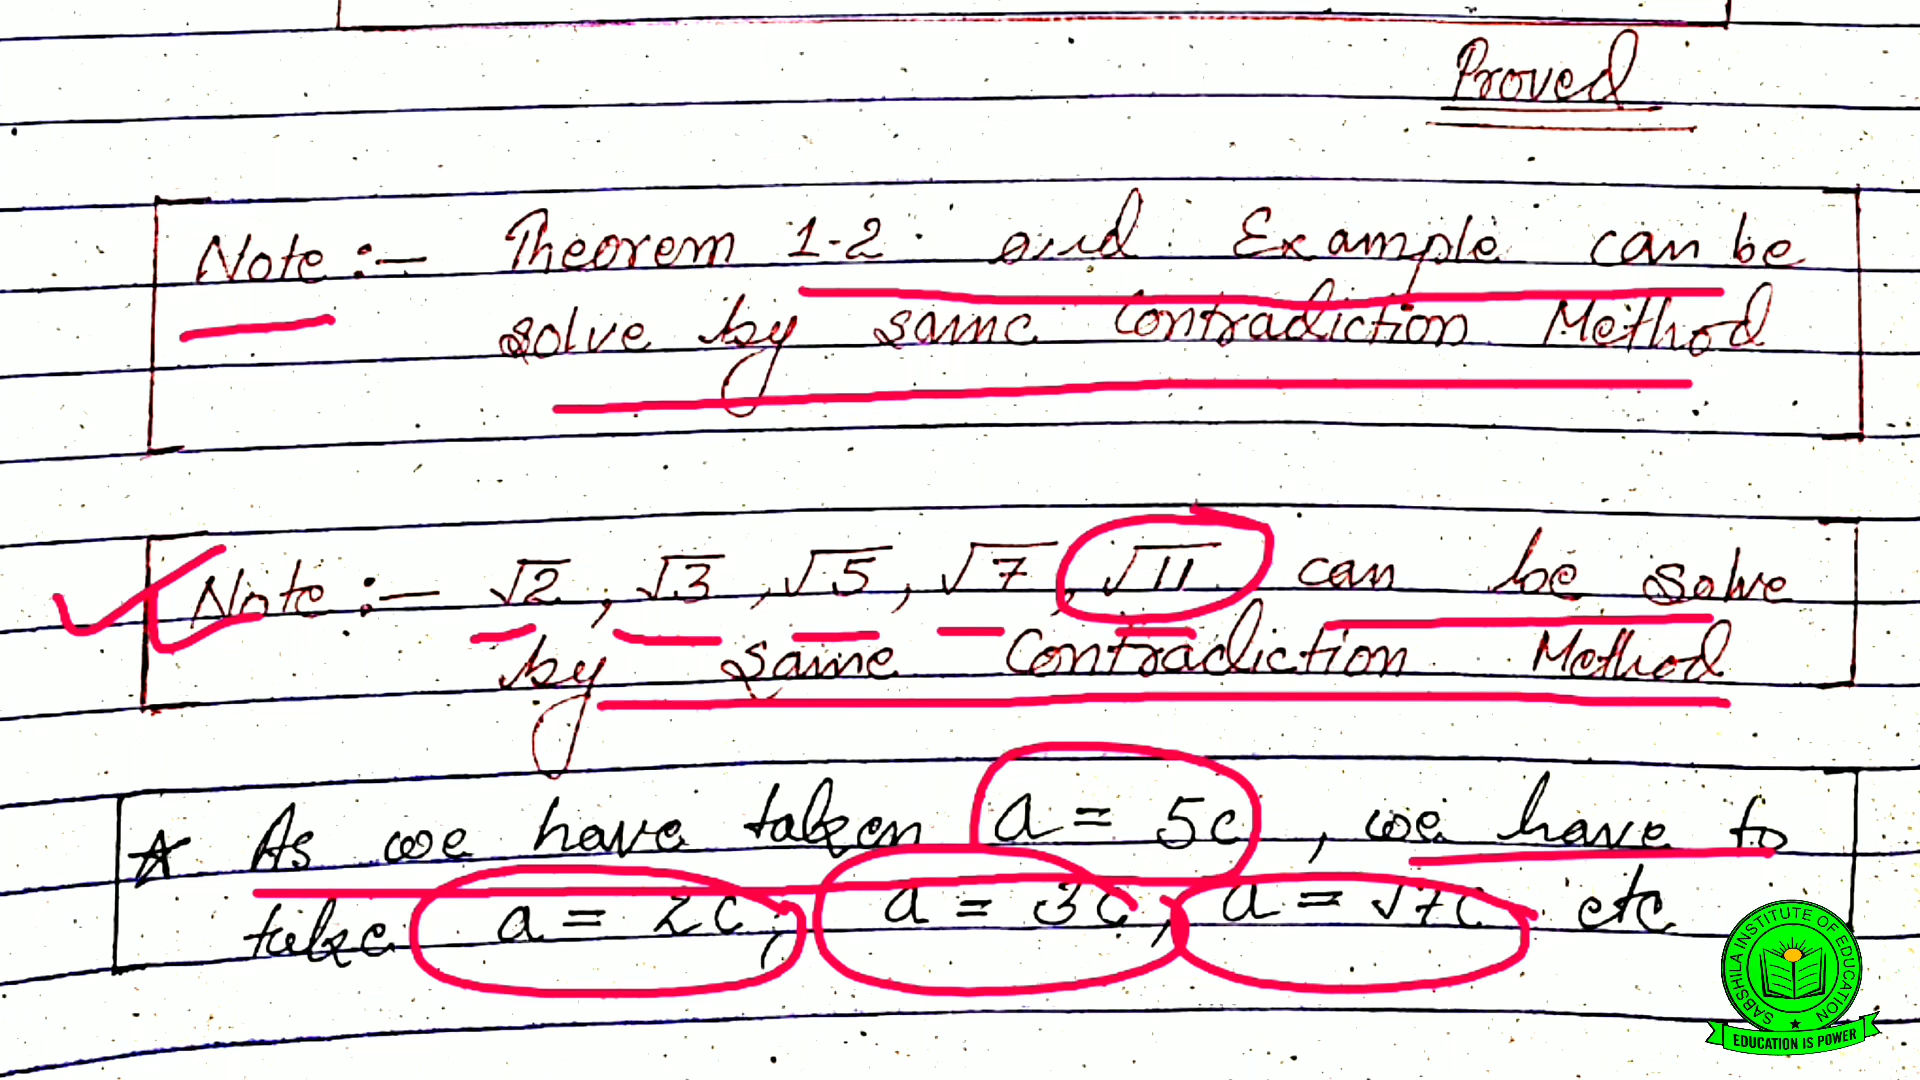 Proved
Note :- Theorem 1.2 and Example can be
solve by same Contradiction Method
Note :- √2, √3, √5, √7, √11 can be solve
by same Contradiction Method
☆ As we have taken a = 5c, we have to
take a = 2c, a = 3c, a = √7c etc
SABSHILA INSTITUTE OF EDUCATION
EDUCATION IS POWER